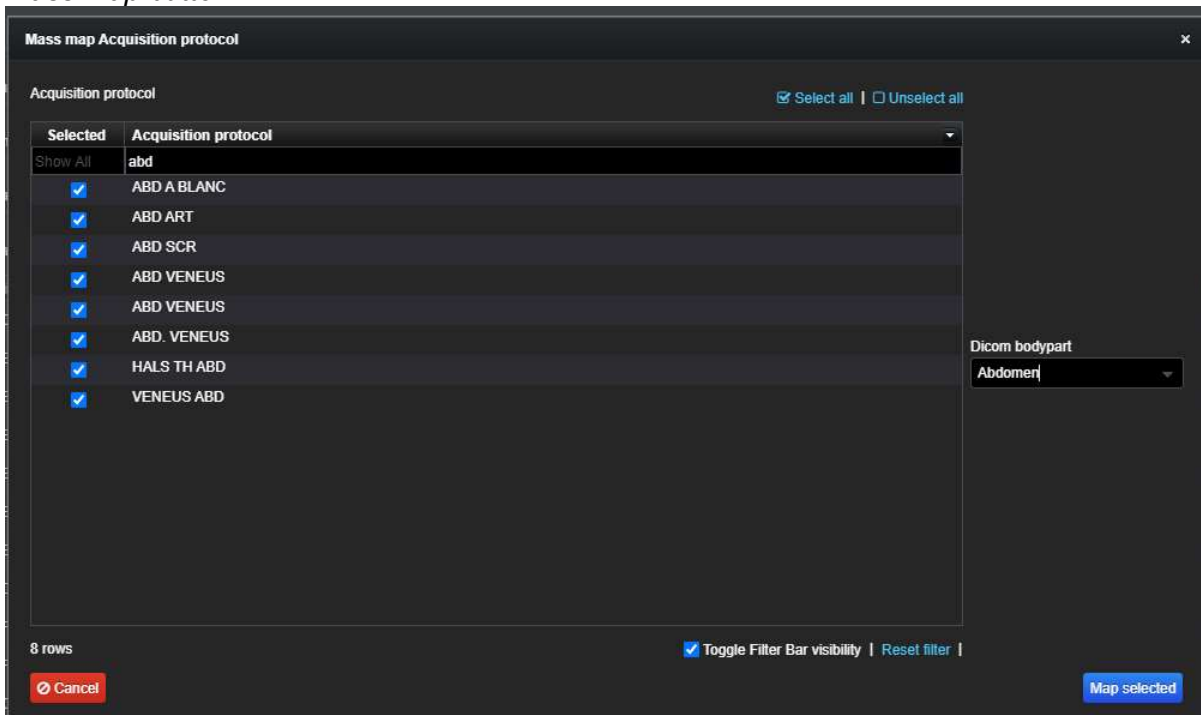 Mass map Acquisition protocol ×
Acquisition protocol Select all | Unselect all
Selected Acquisition protocol
Show All abd
ABD A BLANC
ABD ART
ABD SCR
ABD VENEUS
ABD VENEUS
ABD. VENEUS
HALS TH ABD
VENEUS ABD
Dicom bodypart
Abdomen
8 rows Toggle Filter Bar visibility | Reset filter |
Cancel Map selected